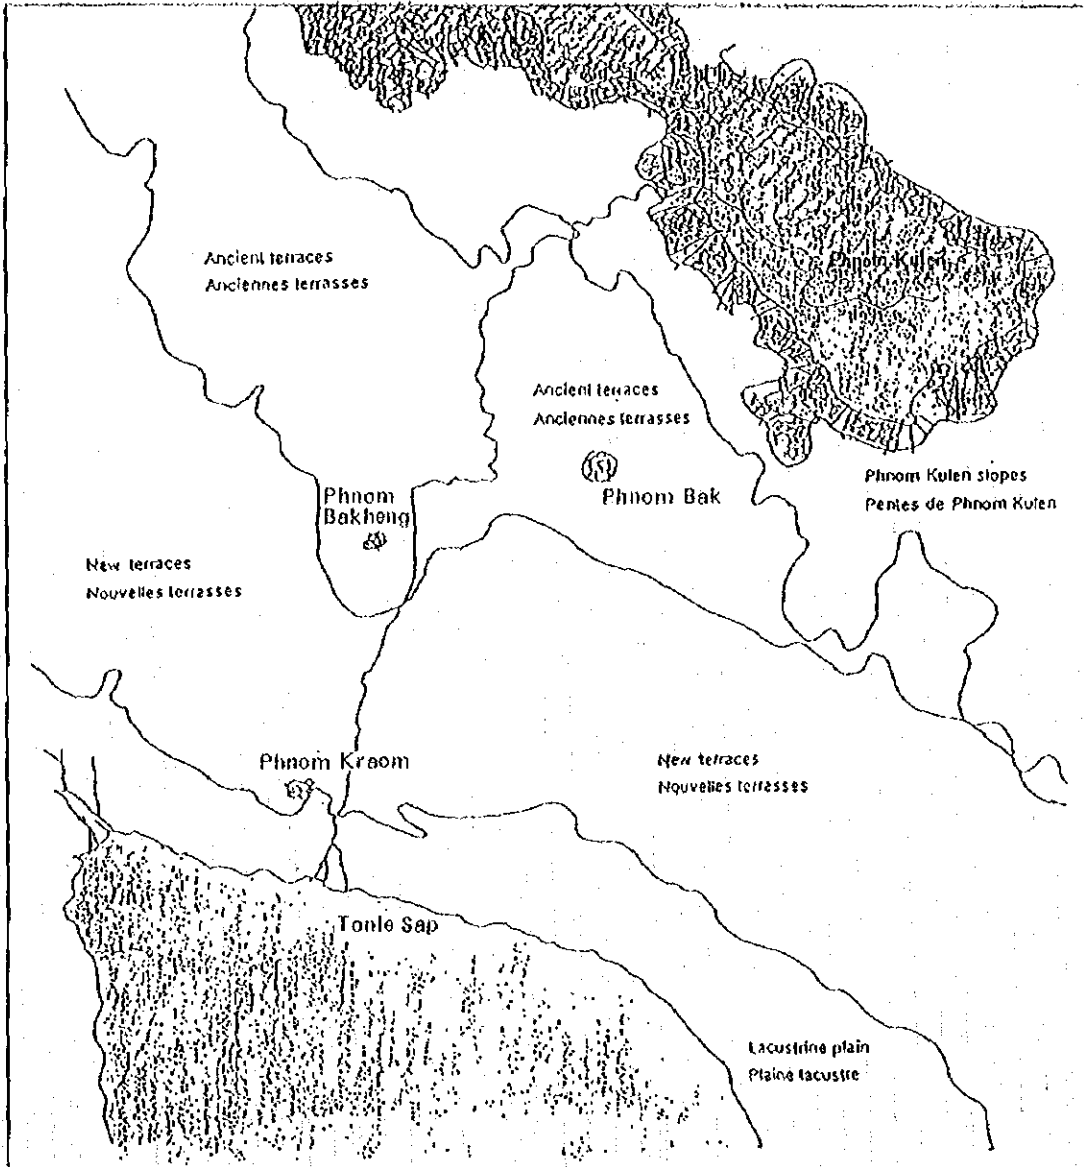 Phnom Kulen
Ancient terraces
Anciennes terrasses
Ancient terraces
Anciennes terrasses
Phnom Kulen slopes
Pentes de Phnom Kulen
Phnom
Bakheng
Phnom Bak
New terraces
Nouvelles terrasses
Phnom Kraom
New terraces
Nouvelles terrasses
Tonle Sap
Lacustrine plain
Plaine lacustre